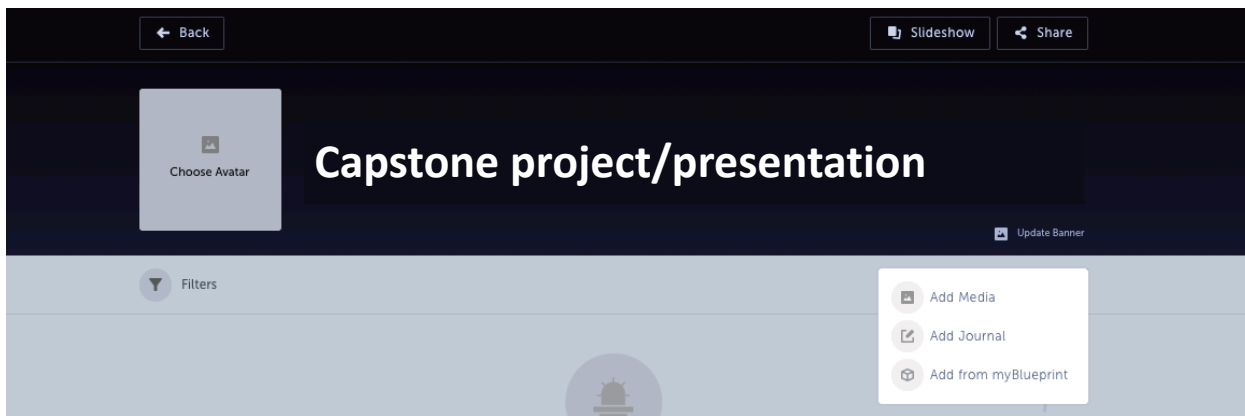 Back
Slideshow
Share
Choose Avatar
Capstone project/presentation
Update Banner
Filters
Add Media
Add Journal
Add from myBlueprint